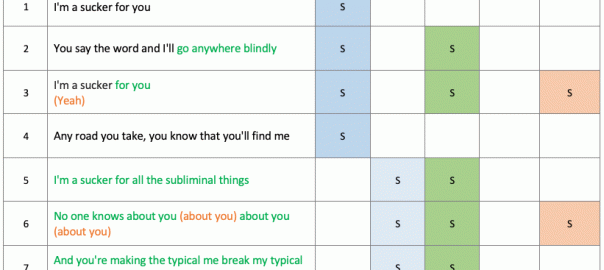 1 I'm a sucker for you S
2 You say the word and I'll go anywhere blindly S S
3 I'm a sucker for you S S S
(Yeah)
4 Any road you take, you know that you'll find me S
5 I'm a sucker for all the subliminal things S S
6 No one knows about you (about you) about you S S S
(about you)
7 And you're making the typical me break my typical S S